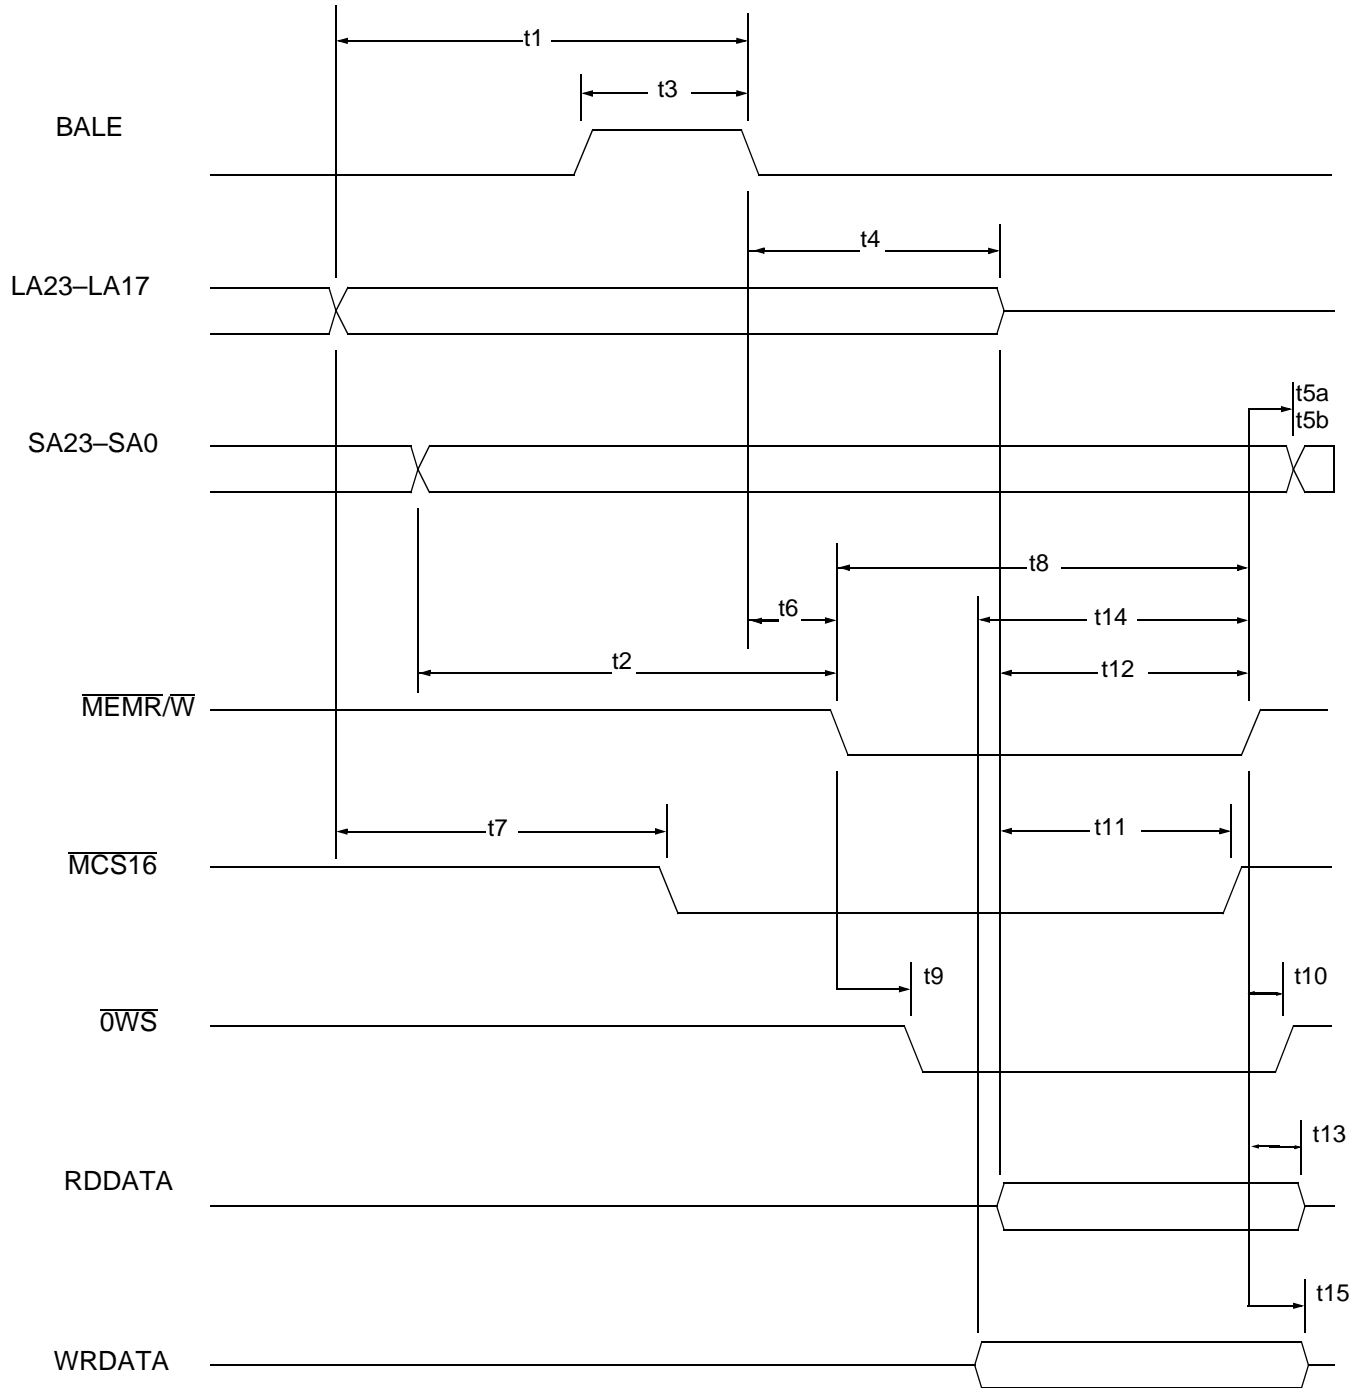 t1
t3
BALE
t4
LA23–LA17
t5a
t5b
SA23–SA0
t8
t6
t14
t2
t12
MEMR/W
t7
t11
MCS16
t9
t10
0WS
t13
RDDATA
t15
WRDATA